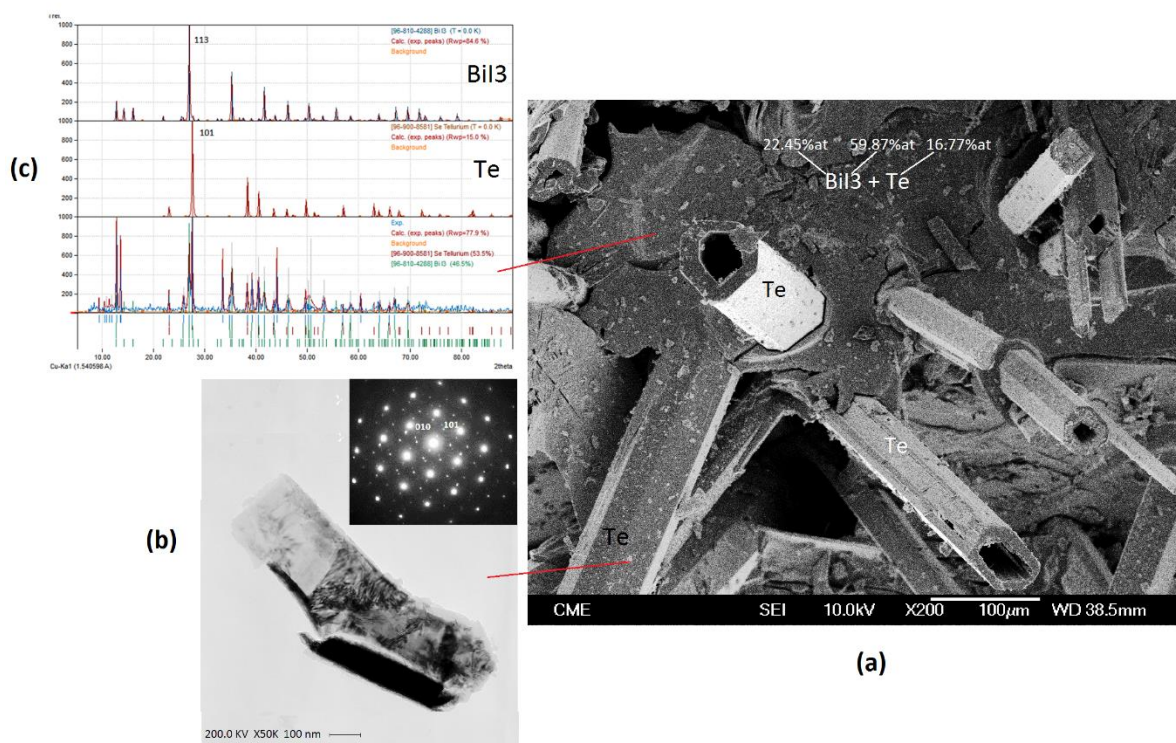 I rel.
1000
[96-810-4288] Bi I3 (T = 0.0 K)
113
Calc. (exp. peaks) (Rwp=84.6 %)
Background
800
BiI3
600
400
200
1000
[96-900-8581] Se Tellurium (T = 0.0 K)
101
Calc. (exp. peaks) (Rwp=15.0 %)
Background
800
Te
600
400
200
1000
Exp.
Calc. (exp. peaks) (Rwp=77.9 %)
Background
800
[96-900-8581] Se Tellurium (53.5%)
[96-810-4288] Bi I3 (46.5%)
600
400
200
10.00 20.00 30.00 40.00 50.00 60.00 70.00 80.00
Cu-Ka1 (1.540598 A) 2theta
(c)
010 101
(b)
200.0 KV X50K 100 nm
22.45%at 59.87%at 16.77%at
BiI3 + Te
Te
Te
Te
CME SEI 10.0kV X200 100μm WD 38.5mm
(a)